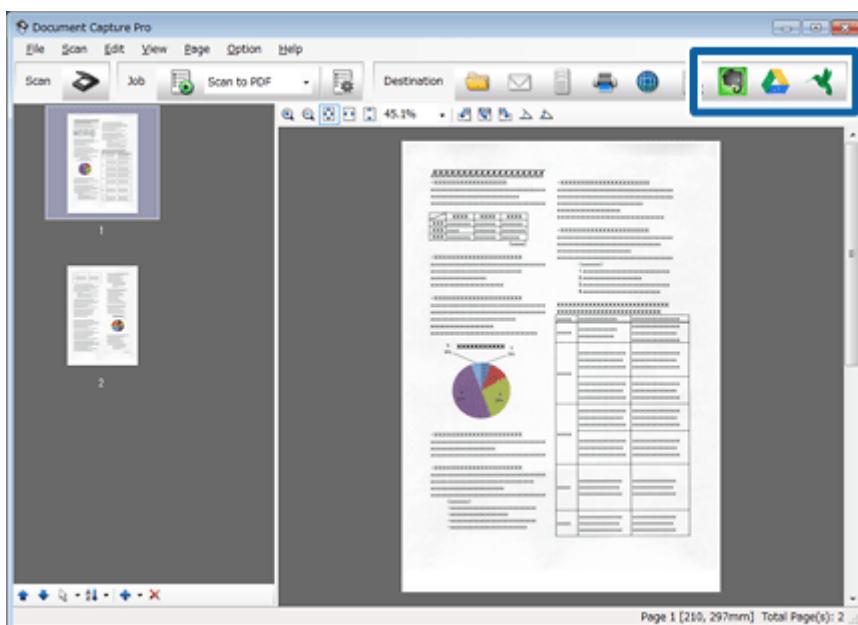 Document Capture Pro
File Scan Edit View Page Option Help
Scan Job Scan to PDF Destination
45.1%
1
2
Page 1 [210, 297mm] Total Page(s): 2